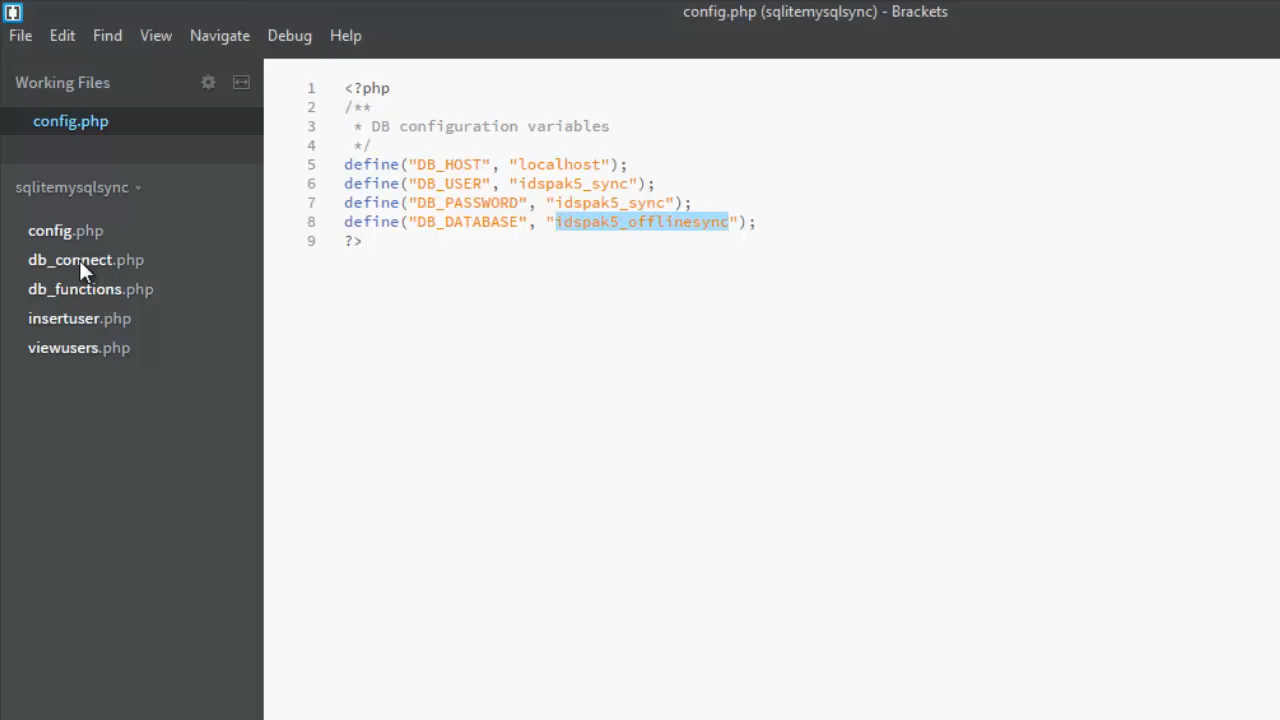 config.php (sqlitemysqlsync) - Brackets
File Edit Find View Navigate Debug Help
Working Files
config.php
sqlitemysqlsync
config.php
db_connect.php
db_functions.php
insertuser.php
viewusers.php
1 <?php
2 /**
3  * DB configuration variables
4  */
5 define("DB_HOST", "localhost");
6 define("DB_USER", "idspak5_sync");
7 define("DB_PASSWORD", "idspak5_sync");
8 define("DB_DATABASE", "idspak5_offlinesync");
9 ?>